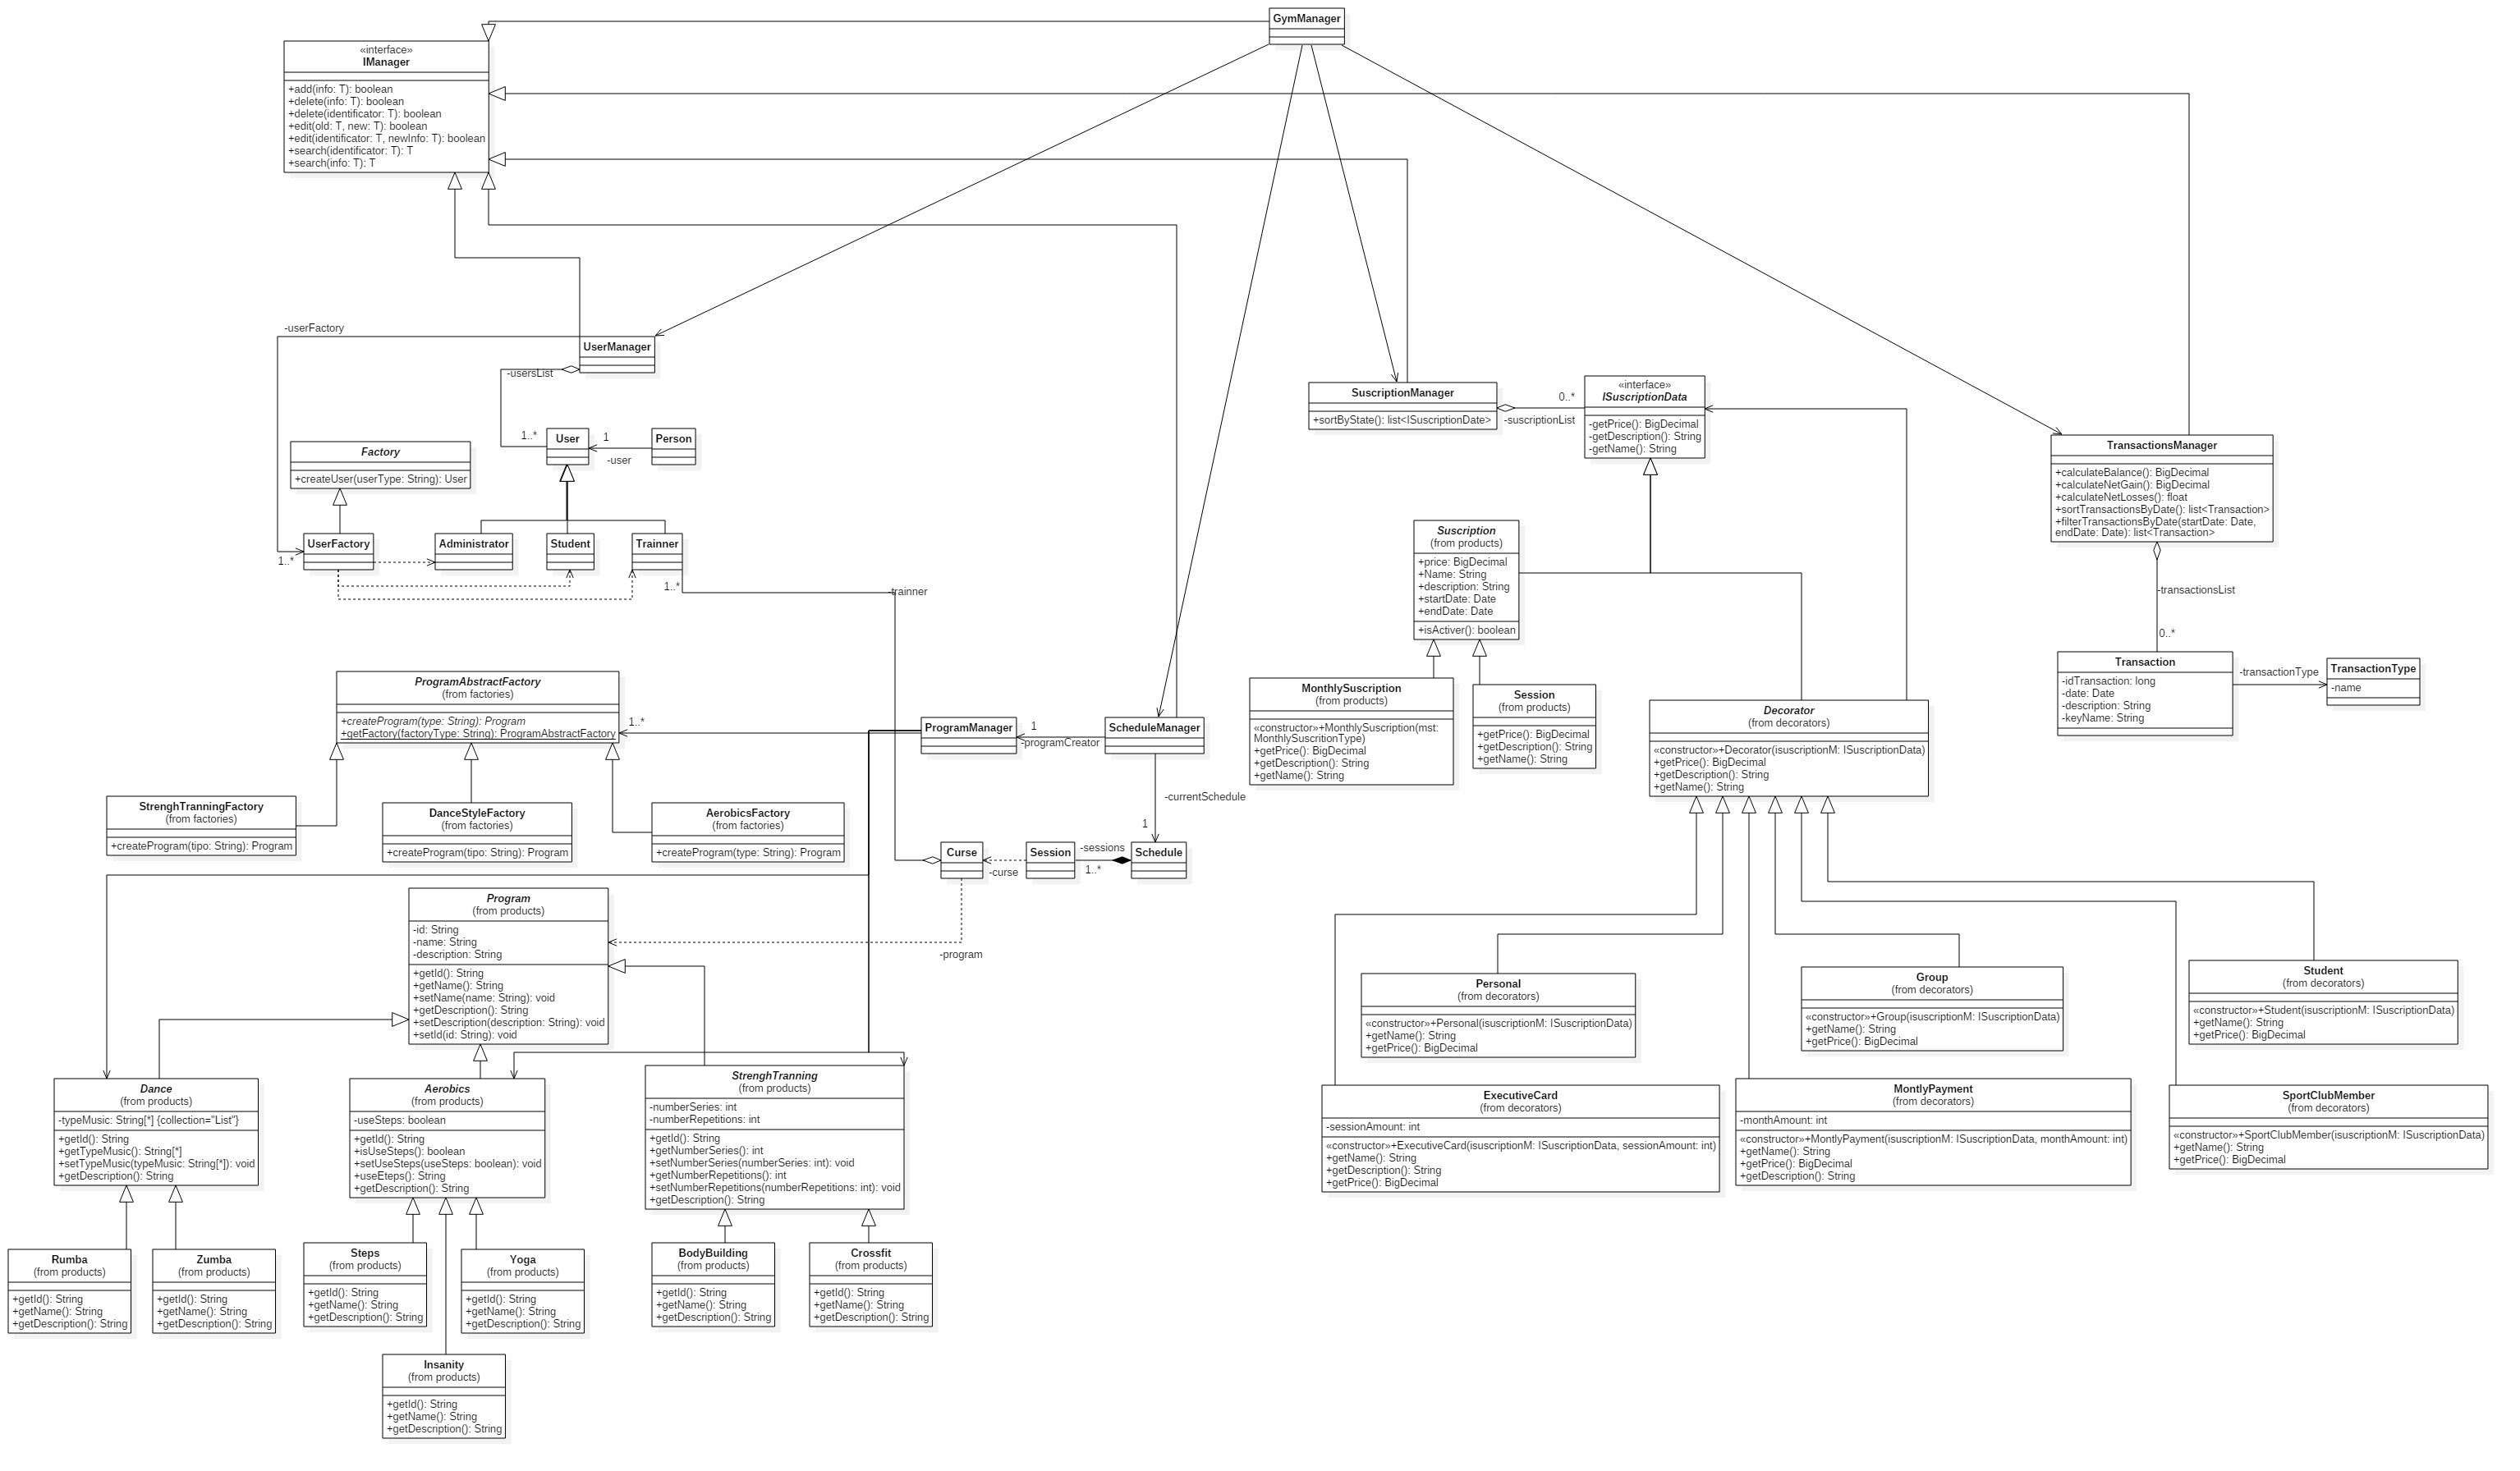 GymManager
«interface»
IManager
+add(info: T): boolean
+delete(info: T): boolean
+delete(identificator: T): boolean
+edit(old: T, new: T): boolean
+edit(identificator: T, newInfo: T): boolean
+search(identificator: T): T
+search(info: T): T
-userFactory
UserManager
-usersList
1..*
User
1
-user
Person
Factory
+createUser(userType: String): User
UserFactory
1..*
Administrator
Student
Trainner
1..*
-trainner
SuscriptionManager
+sortByState(): list<ISuscriptionDate>
0..*
-suscriptionList
«interface»
ISuscriptionData
-getPrice(): BigDecimal
-getDescription(): String
-getName(): String
TransactionsManager
+calculateBalance(): BigDecimal
+calculateNetGain(): BigDecimal
+calculateNetLosses(): float
+sortTransactionsByDate(): list<Transaction>
+filterTransactionsByDate(startDate: Date,
endDate: Date): list<Transaction>
-transactionsList
0..*
Transaction
-idTransaction: long
-date: Date
-description: String
-keyName: String
-transactionType
TransactionType
-name
Suscription
(from products)
+price: BigDecimal
+Name: String
+description: String
+startDate: Date
+endDate: Date
+isActiver(): boolean
MonthlySuscription
(from products)
«constructor»+MonthlySuscription(mst:
MonthlySuscritionType)
+getPrice(): BigDecimal
+getDescription(): String
+getName(): String
Session
(from products)
+getPrice(): BigDecimal
+getDescription(): String
+getName(): String
Decorator
(from decorators)
«constructor»+Decorator(isuscriptionM: ISuscriptionData)
+getPrice(): BigDecimal
+getDescription(): String
+getName(): String
ProgramAbstractFactory
(from factories)
+createProgram(type: String): Program
+getFactory(factoryType: String): ProgramAbstractFactory
1..*
ProgramManager
1
-programCreator
ScheduleManager
-currentSchedule
1
StrenghTranningFactory
(from factories)
+createProgram(tipo: String): Program
DanceStyleFactory
(from factories)
+createProgram(tipo: String): Program
AerobicsFactory
(from factories)
+createProgram(type: String): Program
Curse
-curse
Session
-sessions
1..*
Schedule
-program
Program
(from products)
-id: String
-name: String
-description: String
+getId(): String
+getName(): String
+setName(name: String): void
+getDescription(): String
+setDescription(description: String): void
+setId(id: String): void
Personal
(from decorators)
«constructor»+Personal(isuscriptionM: ISuscriptionData)
+getName(): String
+getPrice(): BigDecimal
Group
(from decorators)
«constructor»+Group(isuscriptionM: ISuscriptionData)
+getName(): String
+getPrice(): BigDecimal
Student
(from decorators)
«constructor»+Student(isuscriptionM: ISuscriptionData)
+getName(): String
+getPrice(): BigDecimal
Dance
(from products)
-typeMusic: String[*] {collection="List"}
+getId(): String
+getTypeMusic(): String[*]
+setTypeMusic(typeMusic: String[*]): void
+getDescription(): String
Aerobics
(from products)
-useSteps: boolean
+getId(): String
+isUseSteps(): boolean
+setUseSteps(useSteps: boolean): void
+useEteps(): String
+getDescription(): String
StrenghTranning
(from products)
-numberSeries: int
-numberRepetitions: int
+getId(): String
+getNumberSeries(): int
+setNumberSeries(numberSeries: int): void
+getNumberRepetitions(): int
+setNumberRepetitions(numberRepetitions: int): void
+getDescription(): String
ExecutiveCard
(from decorators)
-sessionAmount: int
«constructor»+ExecutiveCard(isuscriptionM: ISuscriptionData, sessionAmount: int)
+getName(): String
+getDescription(): String
+getPrice(): BigDecimal
MontlyPayment
(from decorators)
-monthAmount: int
«constructor»+MontlyPayment(isuscriptionM: ISuscriptionData, monthAmount: int)
+getName(): String
+getPrice(): BigDecimal
+getDescription(): String
SportClubMember
(from decorators)
«constructor»+SportClubMember(isuscriptionM: ISuscriptionData)
+getName(): String
+getPrice(): BigDecimal
Rumba
(from products)
+getId(): String
+getName(): String
+getDescription(): String
Zumba
(from products)
+getId(): String
+getName(): String
+getDescription(): String
Steps
(from products)
+getId(): String
+getName(): String
+getDescription(): String
Yoga
(from products)
+getId(): String
+getName(): String
+getDescription(): String
BodyBuilding
(from products)
+getId(): String
+getName(): String
+getDescription(): String
Crossfit
(from products)
+getId(): String
+getName(): String
+getDescription(): String
Insanity
(from products)
+getId(): String
+getName(): String
+getDescription(): String